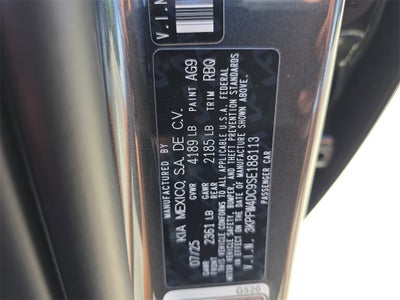 V.I.N
MANUFACTURED BY
KIA MEXICO, S.A. DE C.V.
07/25 GVWR 4189 LB PAINT AG9
GAWR FRONT 2361 LB GAWR REAR 2185 LB TRIM RBQ
THIS VEHICLE CONFORMS TO ALL APPLICABLE U.S.A. FEDERAL
MOTOR VEHICLE SAFETY, BUMPER, AND THEFT PREVENTION STANDARDS
IN EFFECT ON THE DATE OF MANUFACTURE SHOWN ABOVE.
V.I.N. 3KPFM4DC9SE188113
PASSENGER CAR
G520